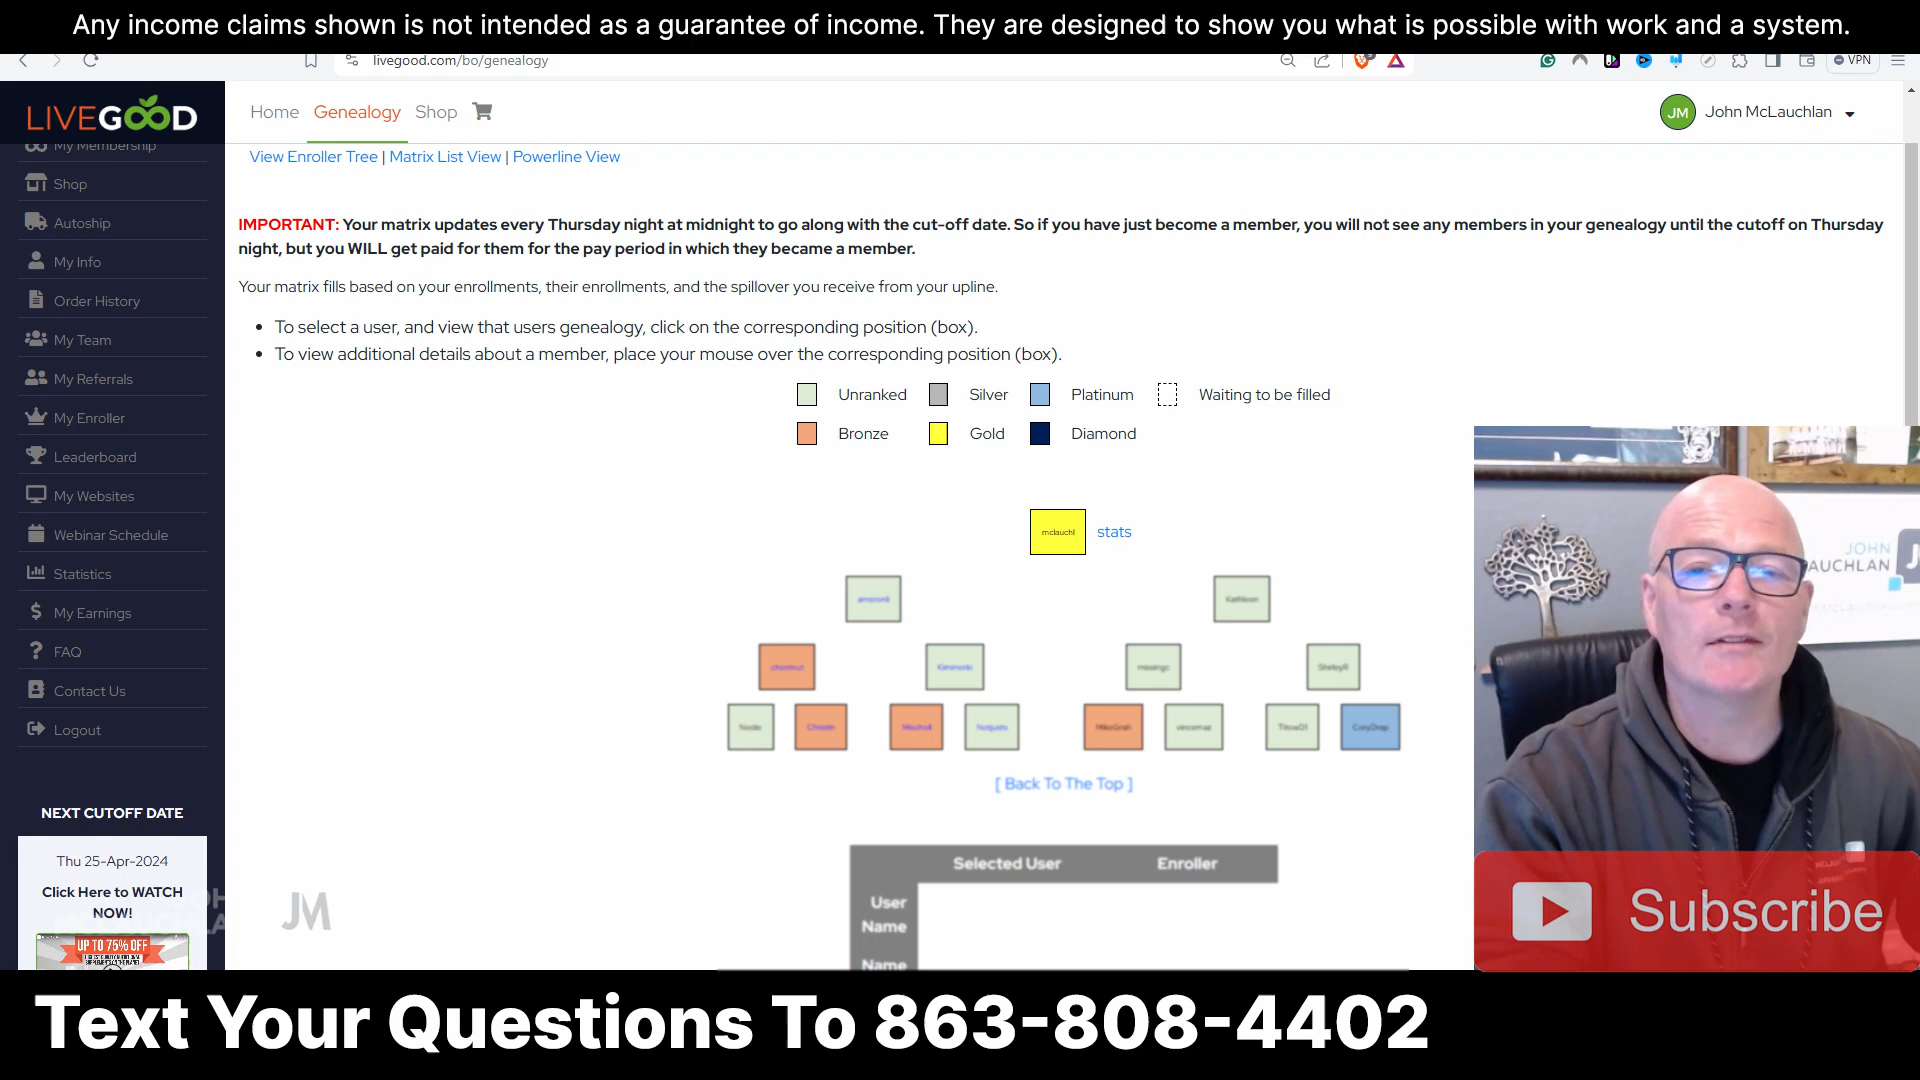 Any income claims shown is not intended as a guarantee of income. They are designed to show you what is possible with work and a system.
livegood.com/bo/genealogy
VPN
LIVEGOOD
Home Genealogy Shop
JM John McLauchlan
My Membership
Shop
Autoship
My Info
Order History
My Team
My Referrals
My Enroller
Leaderboard
My Websites
Webinar Schedule
Statistics
My Earnings
FAQ
Contact Us
Logout
NEXT CUTOFF DATE
Thu 25-Apr-2024
Click Here to WATCH
NOW!
UP TO 75% OFF
View Enroller Tree | Matrix List View | Powerline View
IMPORTANT: Your matrix updates every Thursday night at midnight to go along with the cut-off date. So if you have just become a member, you will not see any members in your genealogy until the cutoff on Thursday
night, but you WILL get paid for them for the pay period in which they became a member.
Your matrix fills based on your enrollments, their enrollments, and the spillover you receive from your upline.
To select a user, and view that users genealogy, click on the corresponding position (box).
To view additional details about a member, place your mouse over the corresponding position (box).
Unranked Silver Platinum Waiting to be filled
Bronze Gold Diamond
mclauchl stats
Kathleen
chestnut
ShirleyR
MikeGrah
[ Back To The Top ]
Selected User Enroller
User
Name
Name
JM
JOHN
AUCHLAN
Subscribe
Text Your Questions To 863-808-4402